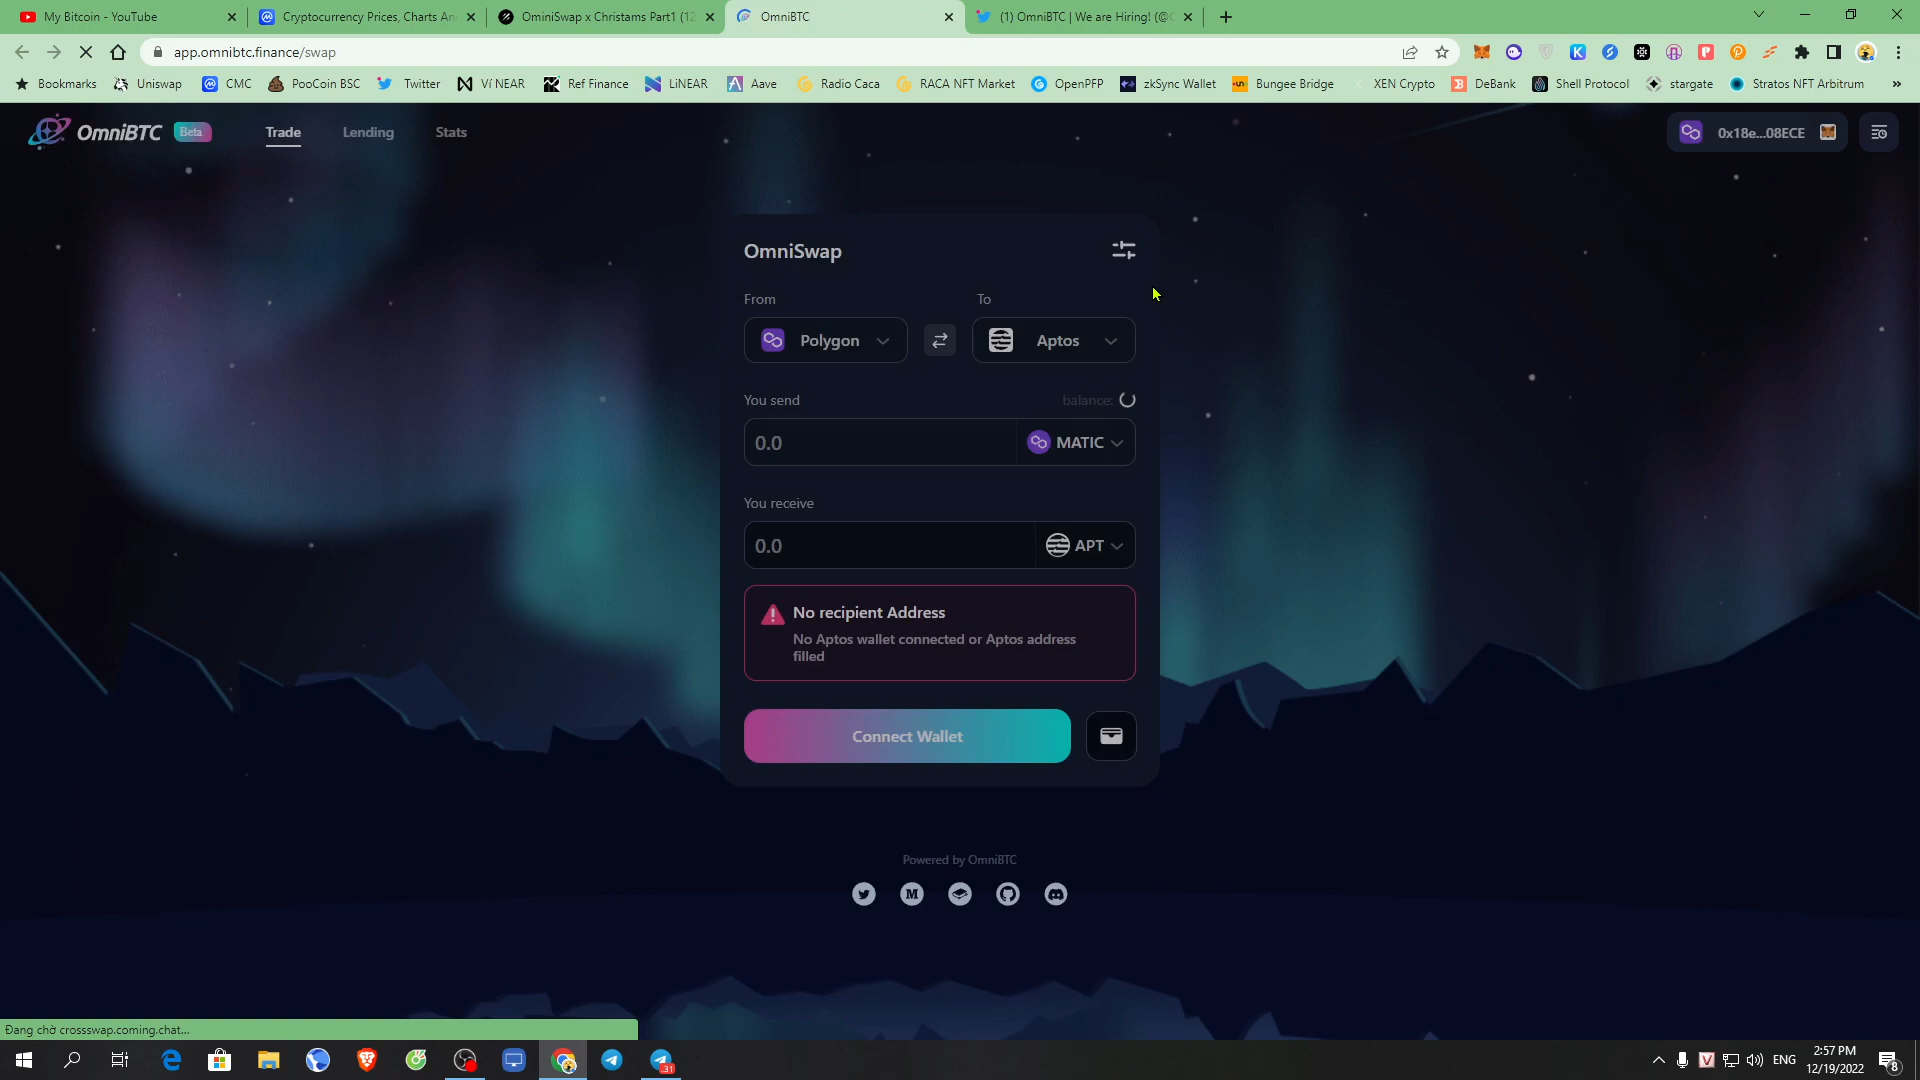 My Bitcoin - YouTube
Cryptocurrency Prices, Charts An
OminiSwap x Christams Part1 (12
OmniBTC
(1) OmniBTC | We are Hiring! (@O
app.omnibtc.finance/swap
Bookmarks
Uniswap
CMC
PooCoin BSC
Twitter
Ví NEAR
Ref Finance
LiNEAR
Aave
Radio Caca
RACA NFT Market
OpenPFP
zkSync Wallet
Bungee Bridge
XEN Crypto
DeBank
Shell Protocol
stargate
Stratos NFT Arbitrum
»
OmniBTC
Beta
Trade
Lending
Stats
0x18e...08ECE
OmniSwap
From
To
Polygon
Aptos
You send
balance:
0.0
MATIC
You receive
0.0
APT
No recipient Address
No Aptos wallet connected or Aptos address
filled
Connect Wallet
Powered by OmniBTC
Đang chờ crossswap.coming.chat...
31
ENG
2:57 PM
12/19/2022
8